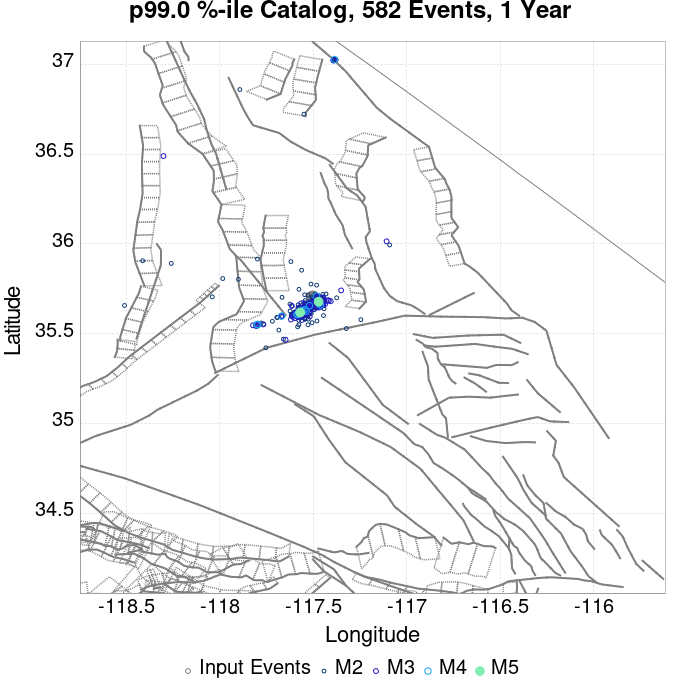 p99.0 %-ile Catalog, 582 Events, 1 Year
37
36.5
36
35.5
35
34.5
Latitude
-118.5 -118 -117.5 -117 -116.5 -116
Longitude
Input Events M2 M3 M4 M5